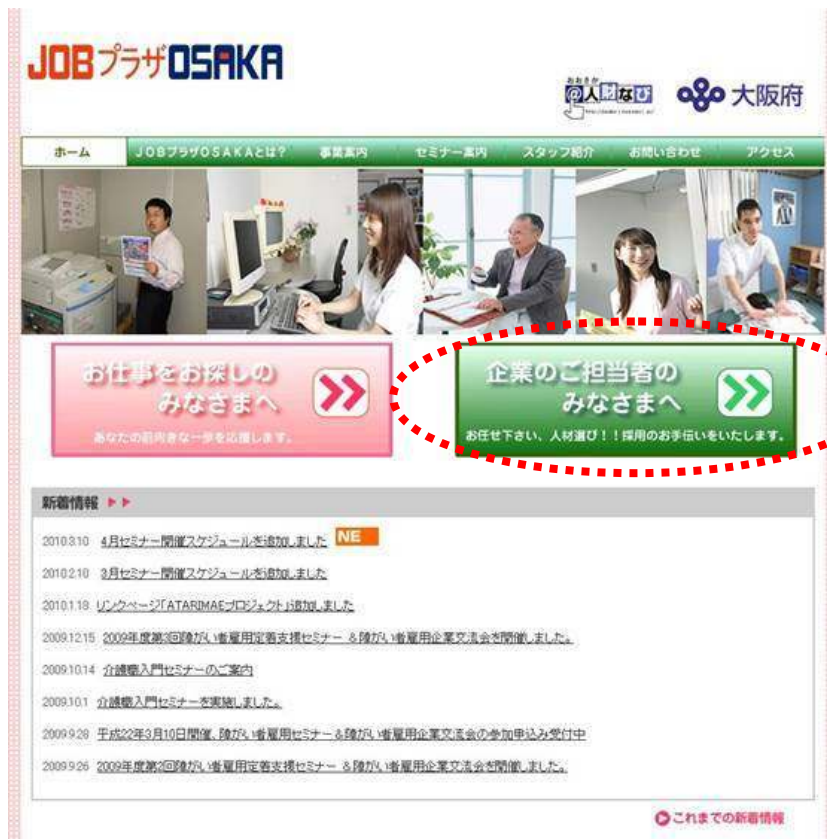 JOBプラザOSAKA
おおさか
@人財なび
大阪府
ホーム JOBプラザOSAKAとは? 事業案内 セミナー案内 スタッフ紹介 お問い合わせ アクセス
お仕事をお探しの
みなさまへ
あなたの前向きな一歩を応援します。
企業のご担当者の
みなさまへ
お任せ下さい、人材選び!!採用のお手伝いをいたします。
新着情報
2010.3.10 4月セミナー開催スケジュールを追加しました NE
2010.2.10 3月セミナー開催スケジュールを追加しました
2010.1.18 リンクページ「ATARIMAEプロジェクト」追加しました
2009.12.15 2009年度第3回障がい者雇用定着支援セミナー &障がい者雇用企業交流会を開催しました。
2009.10.14 介護職入門セミナーのご案内
2009.10.1 介護職入門セミナーを実施しました。
2009.9.28 平成22年3月10日開催、障がい者雇用セミナー&障がい者雇用企業交流会の参加申込み受付中
2009.9.26 2009年度第2回障がい者雇用定着支援セミナー &障がい者雇用企業交流会を開催しました。
これまでの新着情報